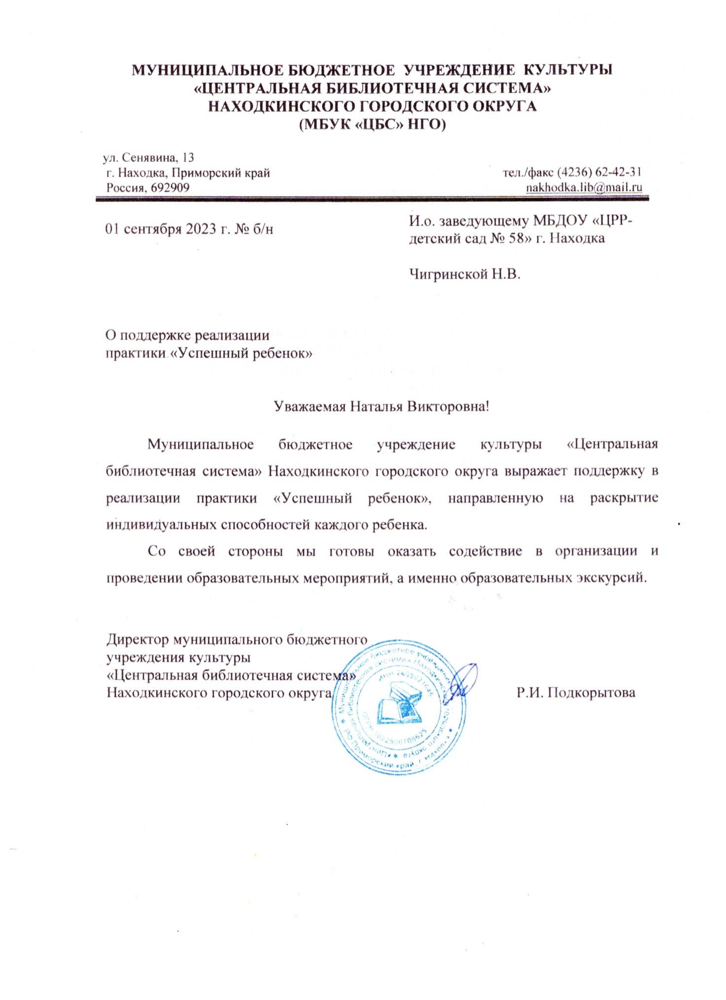 МУНИЦИПАЛЬНОЕ БЮДЖЕТНОЕ УЧРЕЖДЕНИЕ КУЛЬТУРЫ
«ЦЕНТРАЛЬНАЯ БИБЛИОТЕЧНАЯ СИСТЕМА»
НАХОДКИНСКОГО ГОРОДСКОГО ОКРУГА
(МБУК «ЦБС» НГО)
ул. Сенявина, 13
г. Находка, Приморский край
Россия, 692909
тел./факс (4236) 62-42-31
nakhodka.lib@mail.ru
01 сентября 2023 г. № б/н
И.о. заведующему МБДОУ «ЦРР-
детский сад № 58» г. Находка
Чигринской Н.В.
О поддержке реализации
практики «Успешный ребенок»
Уважаемая Наталья Викторовна!
Муниципальное бюджетное учреждение культуры «Центральная
библиотечная система» Находкинского городского округа выражает поддержку в
реализации практики «Успешный ребенок», направленную на раскрытие
индивидуальных способностей каждого ребенка.
Со своей стороны мы готовы оказать содействие в организации и
проведении образовательных мероприятий, а именно образовательных экскурсий.
Директор муниципального бюджетного
учреждения культуры
«Центральная библиотечная система»
Находкинского городского округа
Р.И. Подкорытова
Муниципальное бюджетное учреждение
«Центральная библиотечная система» Находкинского городского округа
РФ Приморский край, г. Находка
ИНН
ОГРН